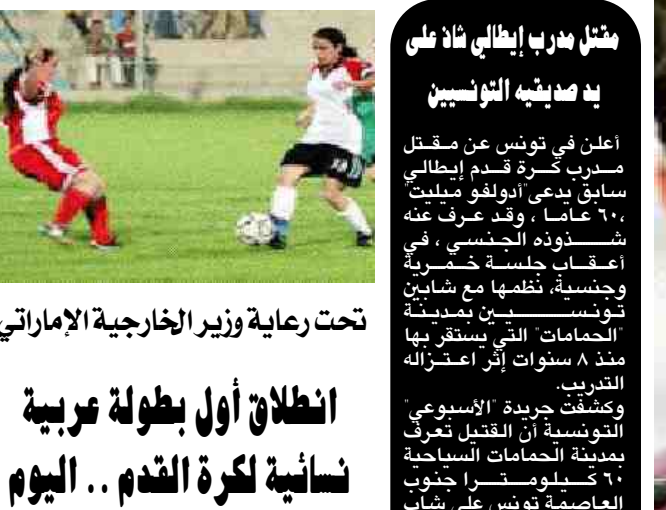 مقتل مدرب إيطالي شاذ على
يد صديقيه التونسيين
أعلن في تونس عن مقتل
مدرب كرة قدم إيطالي
سابق يدعى "أدولفو ميليت"
،٦٠ عاما ، وقد عرف عنه
شذوذه الجنسي ، في
أعقاب جلسة خمرية
وجنسية، نظمها مع شابين
تونسيين بمدينة
"الحمامات" التي يستقر بها
منذ ٨ سنوات إثر اعتزاله
التدريب.
وكشفت جريدة "الأسبوعي"
التونسية أن القتيل تعرف
بمدينة الحمامات السياحية
٦٠ كيلومترا جنوب
العاصمة تونس على شاب
تحت رعاية وزير الخارجية الإماراتي
انطلاق أول بطولة عربية
نسائية لكرة القدم .. اليوم